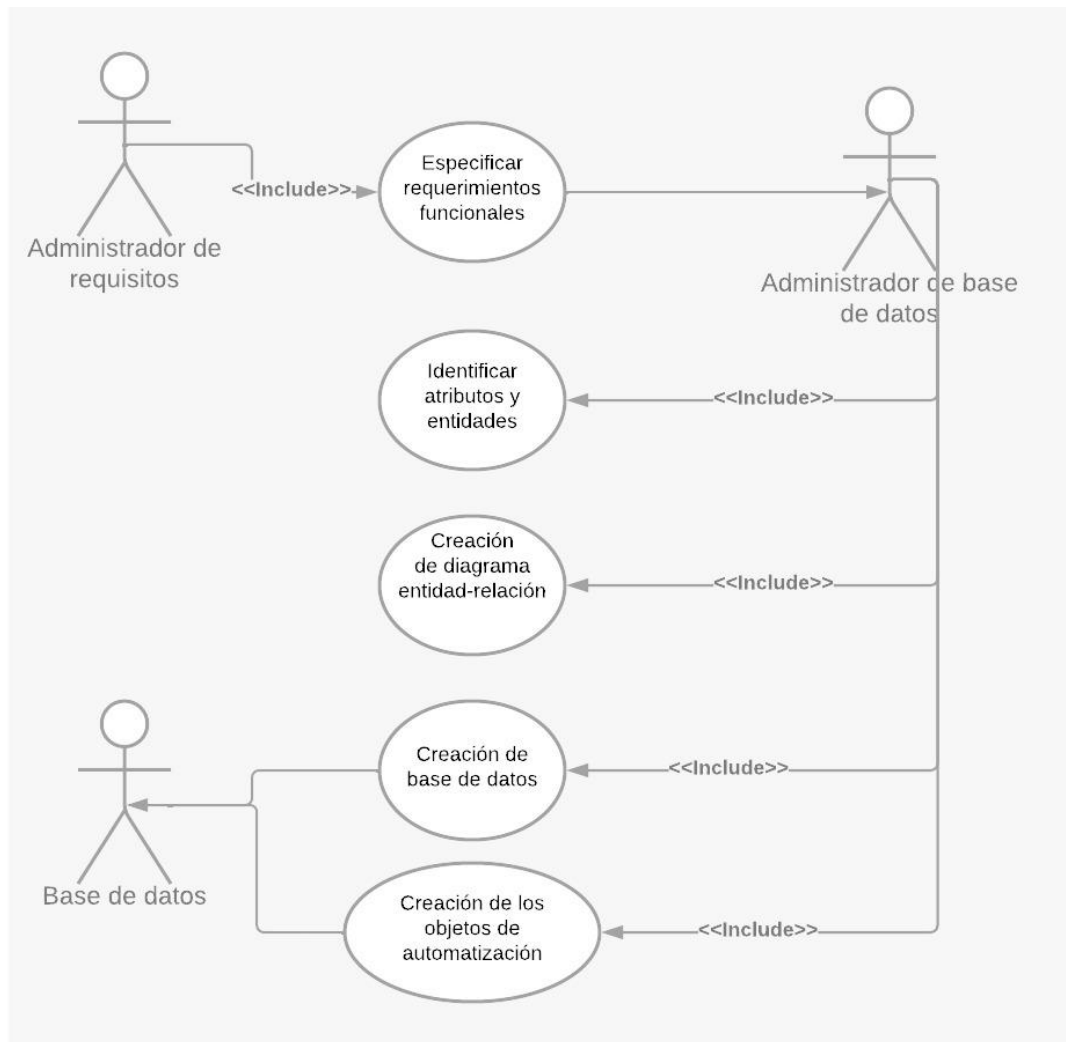 Especificar
requerimientos
funcionales
<<Include>>
Administrador de
requisitos
Administrador de base
de datos
Identificar
atributos y
entidades
<<Include>>
Creación
de diagrama
entidad-relación
<<Include>>
Creación de
base de datos
<<Include>>
Base de datos
Creación de los
objetos de
automatización
<<Include>>